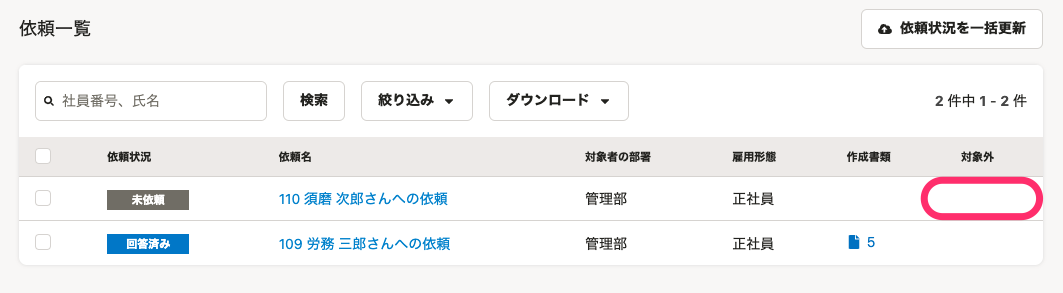 依頼一覧
依頼状況を一括更新
社員番号、氏名 検索 絞り込み ダウンロード 2 件中 1 - 2 件
依頼状況 依頼名 対象者の部署 雇用形態 作成書類 対象外
未依頼 110 須磨 次郎さんへの依頼 管理部 正社員
回答済み 109 労務 三郎さんへの依頼 管理部 正社員 5